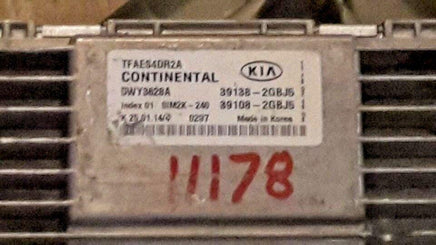 TFAES4DR2A
CONTINENTAL KIA
DWY3628A 39138-2GBJ5
Index 01 SIM2K-240 39108-2GBJ5
K 25.01.14/0 0297 Made in Korea
11178